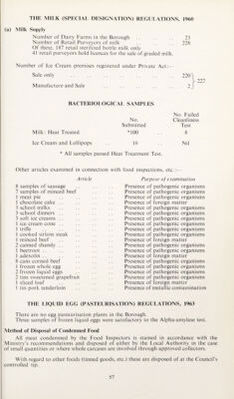 THE MILK (SPECIAL DESIGNATION) REGULATIONS, 1960
(a) Milk Supply
Number of Dairy Farms in the Borough .. 23
Number of Retail Purveyors of milk .. 228
Of these, 187 retail sterilized bottle milk only.
41 retail purveyors hold licences for the sale of graded milk.
Number of Ice Cream premises registered under Private Act:—
Sale only .. 220
222
Manufacture and Sale .. 2
BACTERIOLOGICAL SAMPLES
No. Submitted
No. Failed Cleanliness Test
Milk : Heat Treated .. *100 8
Ice Cream and Lollipops .. 16 Nil
* All samples passed Heat Treatment Test.
Other articles examined in connection with food inspections, etc.:—
Article Purpose of examination
8 samples of sausage .. Presence of pathogenic organisms
7 samples of minced beef .. Presence of pathogenic organisms
1 meat pie .. Presence of pathogenic organisms
1 chocolate cake .. Presence of foreign matter
3 school milks .. Presence of pathogenic organisms
3 school dinners .. Presence of pathogenic organisms
3 soft ice creams .. Presence of pathogenic organisms
1 ice cream cone .. Presence of pathogenic organisms
1 trifle .. Presence of pathogenic organisms
1 cooked sirloin steak .. Presence of pathogenic organisms
1 minced beef .. Presence of foreign matter
2 canned shandy .. Presence of pathogenic organisms
1 beetroot .. Presence of pathogenic organisms
.. Presence of foreign matter
8 cans corned beef .. Presence of pathogenic organisms
1 frozen whole egg .. Presence of pathogenic organisms
2 frozen liquid eggs .. Presence of pathogenic organisms
2 tins sweetened grapefruit .. Presence of pathogenic organisms
1 sliced loaf .. Presence of foreign matter
1 tin pork luncheon .. Presence of metallic contamination
THE LIQUID EGG (PASTEURISATION) REGULATIONS, 1963
There are no egg pasteurisation plants in the Borough.
Three samples of frozen liquid eggs were satisfactory to the Alpha-amylase test.
Method of Disposal of Condemned Food
All meat condemned by the Food Inspectors is stained in accordance with the
Ministry's recommendations and disposed of either by the Local Authority in the case
of small quantities or where whole carcases are involved through approved collectors.
With regard to other foods (tinned goods, etc.) these are disposed of at the Council's
controlled tip.
57